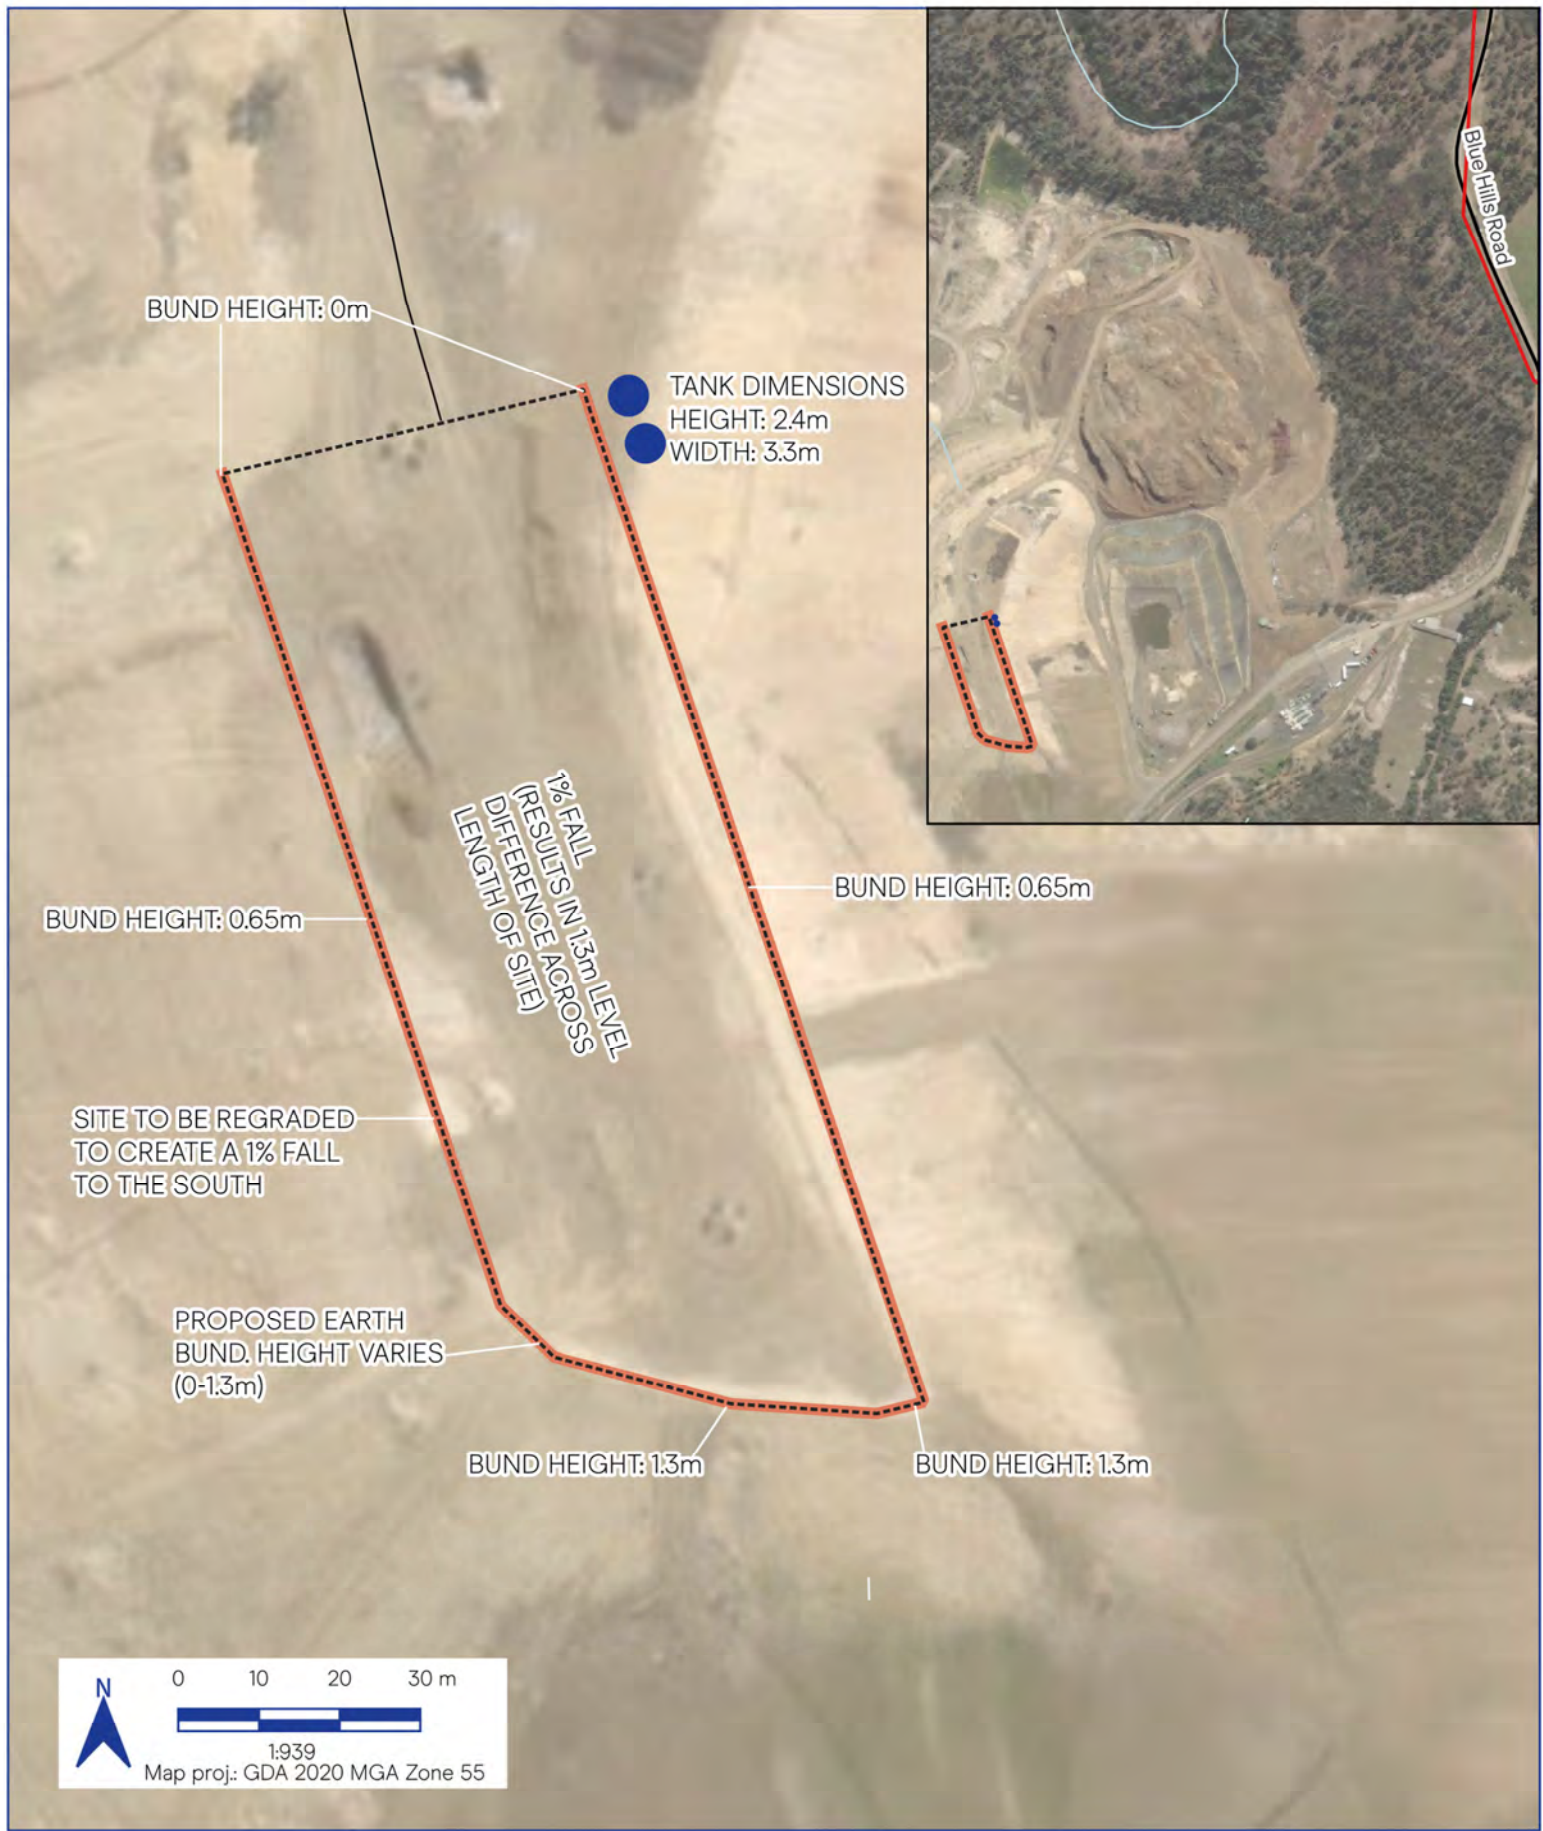 Blue Hills Road
BUND HEIGHT: 0m
TANK DIMENSIONS
HEIGHT: 2.4m
WIDTH: 3.3m
1% FALL
(RESULTS IN 1.3m LEVEL
DIFFERENCE ACROSS
LENGTH OF SITE)
BUND HEIGHT: 0.65m
BUND HEIGHT: 0.65m
SITE TO BE REGRADED
TO CREATE A 1% FALL
TO THE SOUTH
PROPOSED EARTH
BUND. HEIGHT VARIES
(0-1.3m)
BUND HEIGHT: 1.3m
BUND HEIGHT: 1.3m
N
0 10 20 30 m
1:939
Map proj.: GDA 2020 MGA Zone 55